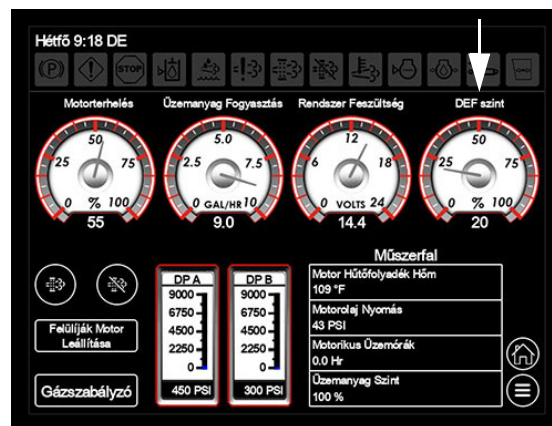 Hétfő 9:18 DE
(P) STOP
Motorterhelés Üzemanyag Fogyasztás Rendszer Feszültség DEF szint
50 5.0 12 50
25 75 2.5 7.5 6 18 25 75
0 % 100 0 GAL/HR 10 0 VOLTS 24 0 % 100
55 9.0 14.4 20
Műszerfal
Motor Hűtőfolyadék Hőm
109 °F
Motorolaj Nyomás
43 PSI
Motorikus Üzemórák
0.0 Hr
Üzemanyag Szint
100 %
DP A DP B
9000 9000
6750 6750
4500 4500
2250 2250
0 0
450 PSI 300 PSI
Felülíják Motor
Leállítása
Gázszabályzó